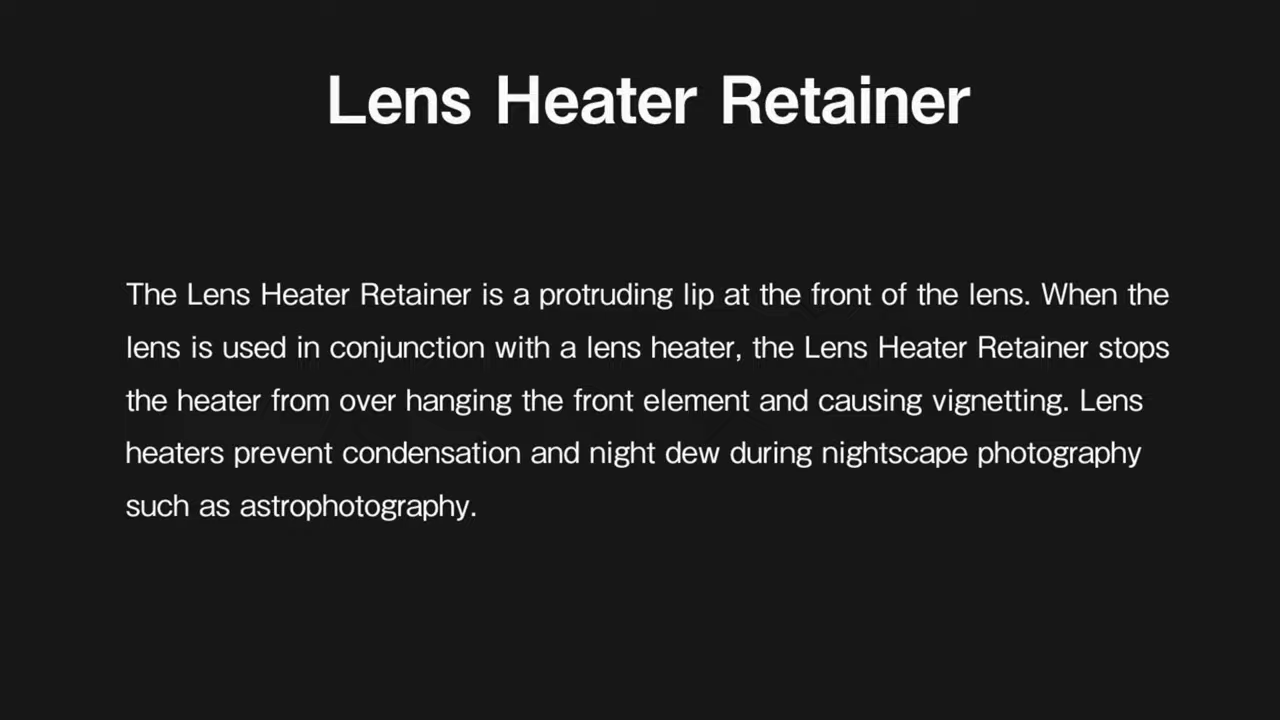 Lens Heater Retainer
The Lens Heater Retainer is a protruding lip at the front of the lens. When the
lens is used in conjunction with a lens heater, the Lens Heater Retainer stops
the heater from over hanging the front element and causing vignetting. Lens
heaters prevent condensation and night dew during nightscape photography
such as astrophotography.